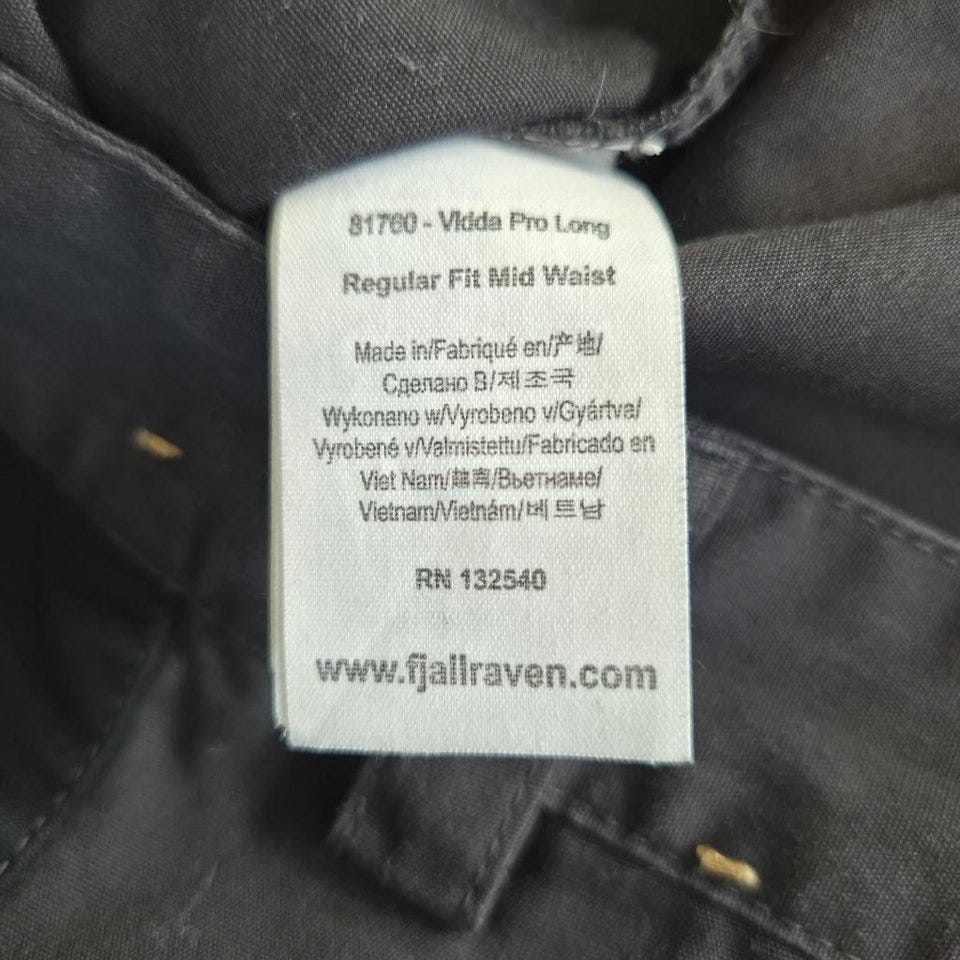 81760 - Vidda Pro Long
Regular Fit Mid Waist
Made in/Fabriqué en/产地/
Сделано В/제조국
Wykonano w/Vyrobeno v/Gyártva/
Vyrobené v/Valmistettu/Fabricado en
Viet Nam/越南/Вьетнаме/
Vietnam/Vietnám/베트남
RN 132540
www.fjallraven.com